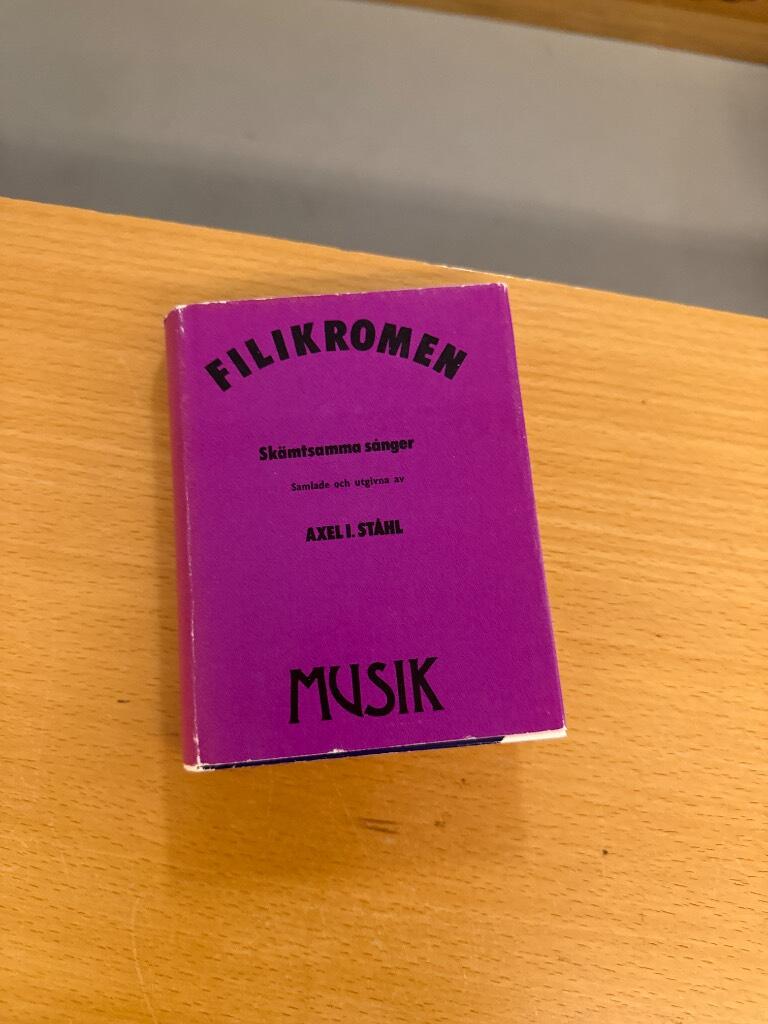 FILIKROMEN
Skämtsamma sånger
Samlade och utgivna av
AXEL I. STÅHL
MUSIK